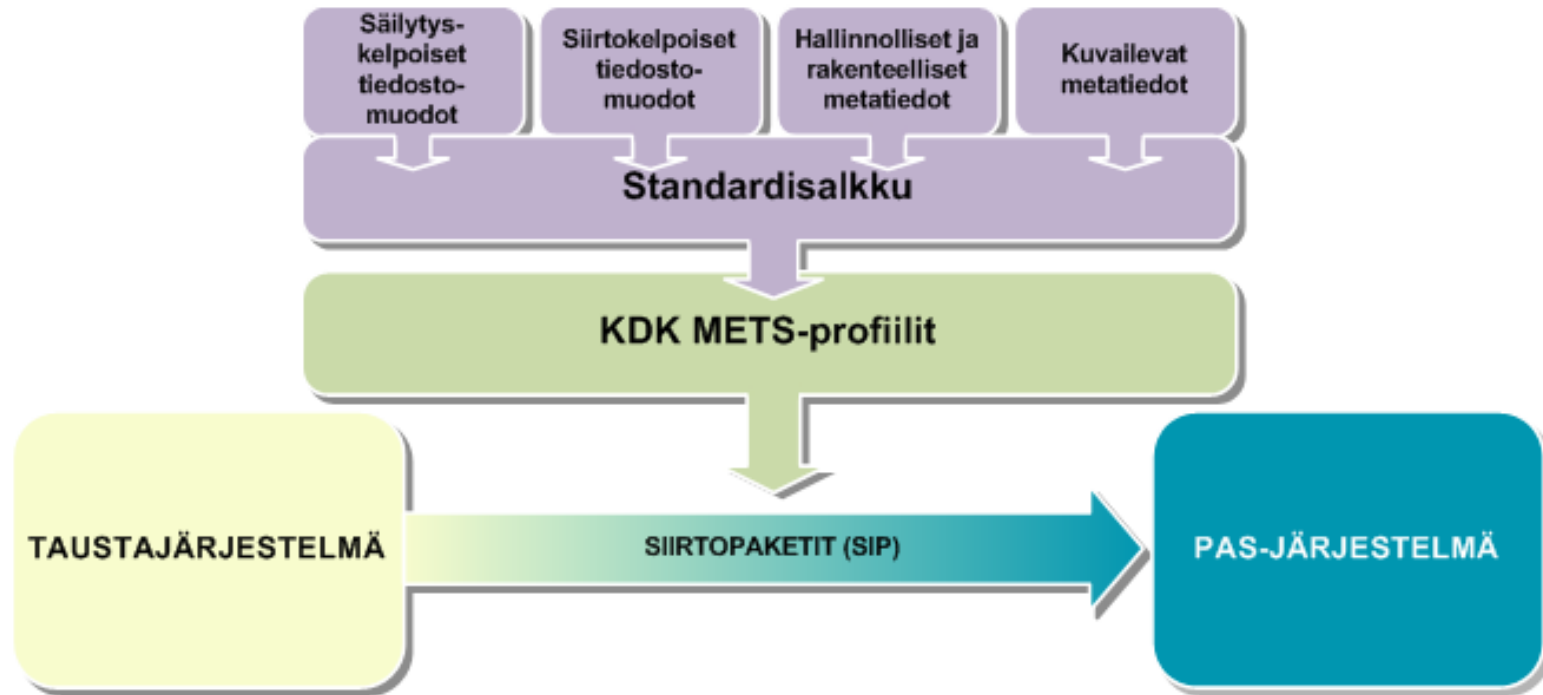 Säilytys-
kelpoiset
tiedosto-
muodot
Siirtokelpoiset
tiedosto-
muodot
Hallinnolliset ja
rakenteelliset
metatiedot
Kuvailevat
metatiedot
Standardisalkku
KDK METS-profiilit
TAUSTAJÄRJESTELMÄ
SIIRTOPAKETIT (SIP)
PAS-JÄRJESTELMÄ